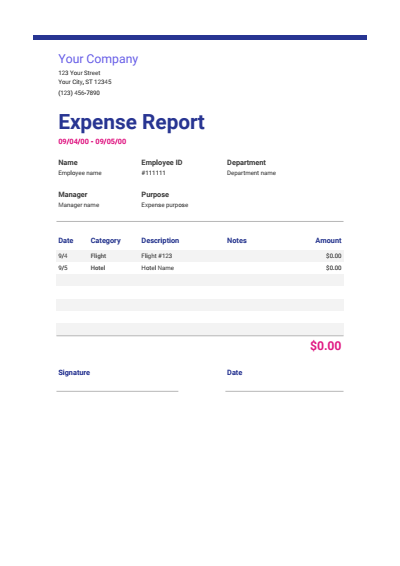 Your Company
123 Your Street
Your City, ST 12345
(123) 456-7890
Expense Report
09/04/00 - 09/05/00
Name Employee ID Department
Employee name #111111 Department name
Manager Purpose
Manager name Expense purpose
Date Category Description Notes Amount
9/4 Flight Flight #123 $0.00
9/5 Hotel Hotel Name $0.00
$0.00
Signature Date